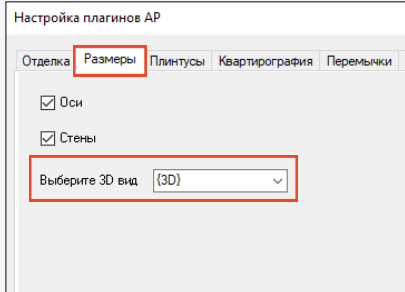 Настройка плагинов АР
Отделка Размеры Плинтусы Квартирография Перемычки
Оси
Стены
Выберите 3D вид {3D}